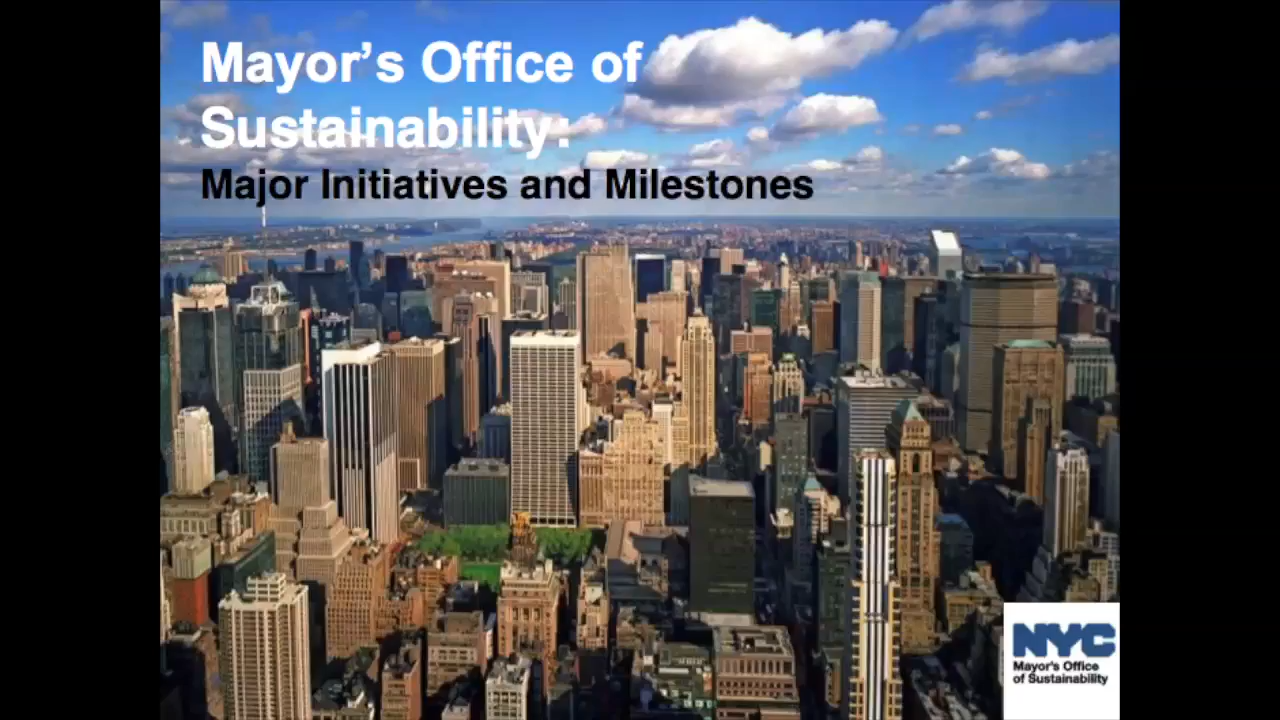 Mayor’s Office of
Sustainability:
Major Initiatives and Milestones
NYC
Mayor's Office
of Sustainability